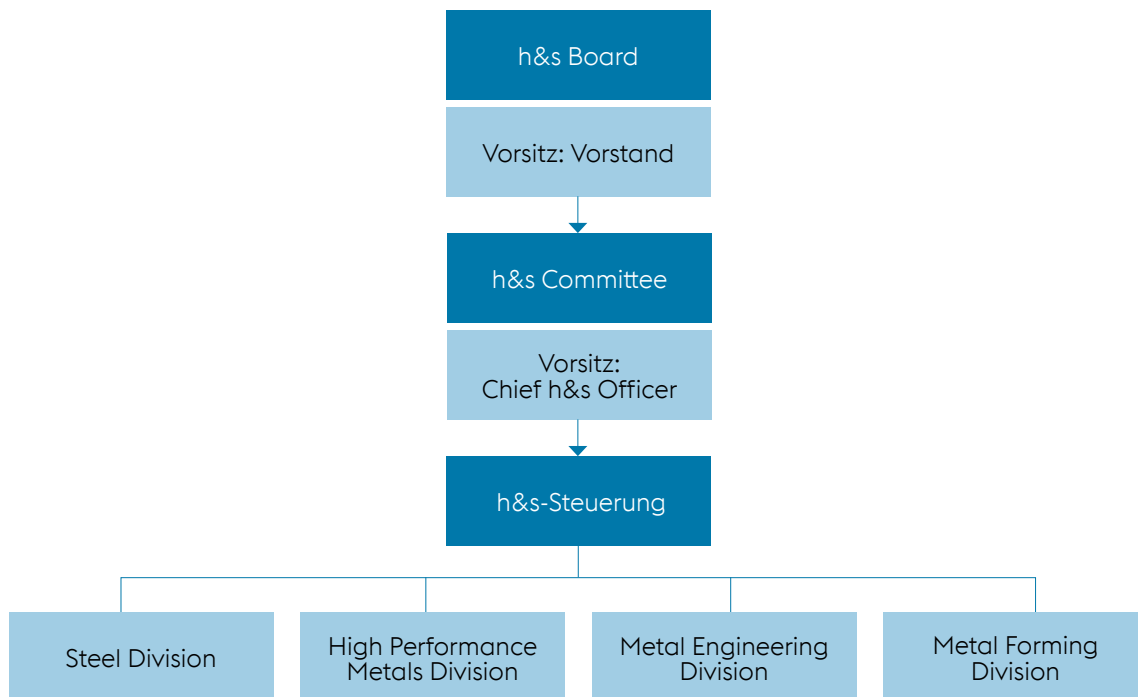 h&s Board
Vorsitz: Vorstand
h&s Committee
Vorsitz:
Chief h&s Officer
h&s-Steuerung
Steel Division
High Performance
Metals Division
Metal Engineering
Division
Metal Forming
Division